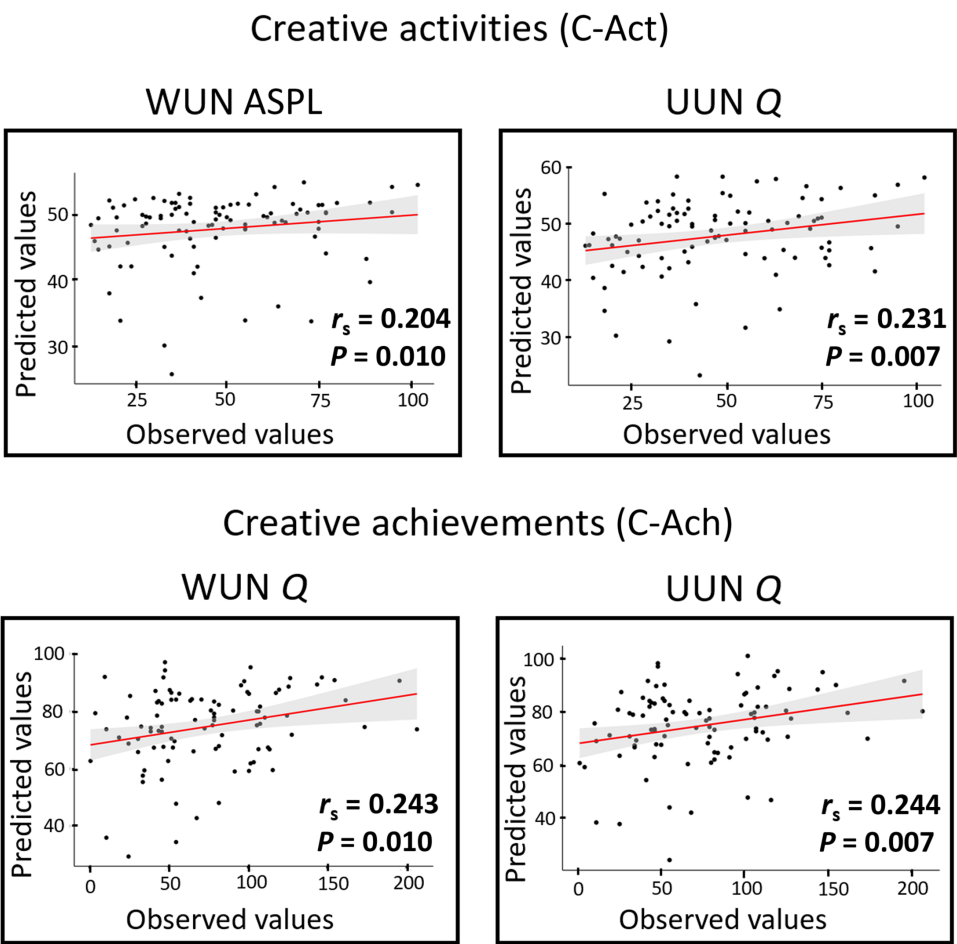 Creative activities (C-Act)
WUN ASPL
Predicted values
50
40
30
r_s = 0.204
P = 0.010
25 50 75 100
Observed values
UUN Q
Predicted values
60
50
40
30
r_s = 0.231
P = 0.007
25 50 75 100
Observed values
Creative achievements (C-Ach)
WUN Q
Predicted values
100
80
60
40
r_s = 0.243
P = 0.010
0 50 100 150 200
Observed values
UUN Q
Predicted values
100
80
60
40
r_s = 0.244
P = 0.007
0 50 100 150 200
Observed values